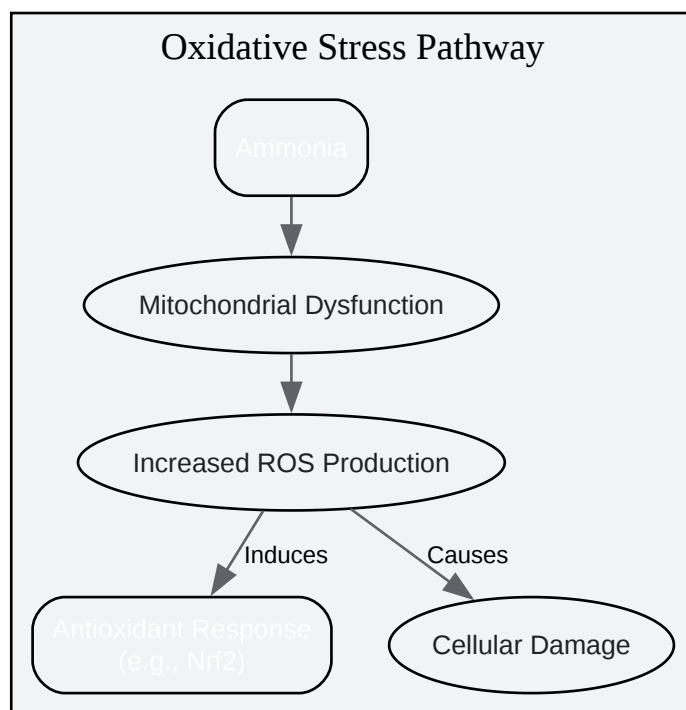 Oxidative Stress Pathway
Ammonia
Mitochondrial Dysfunction
Increased ROS Production
Induces
Causes
Antioxidant Response
(e.g., Nrf2)
Cellular Damage